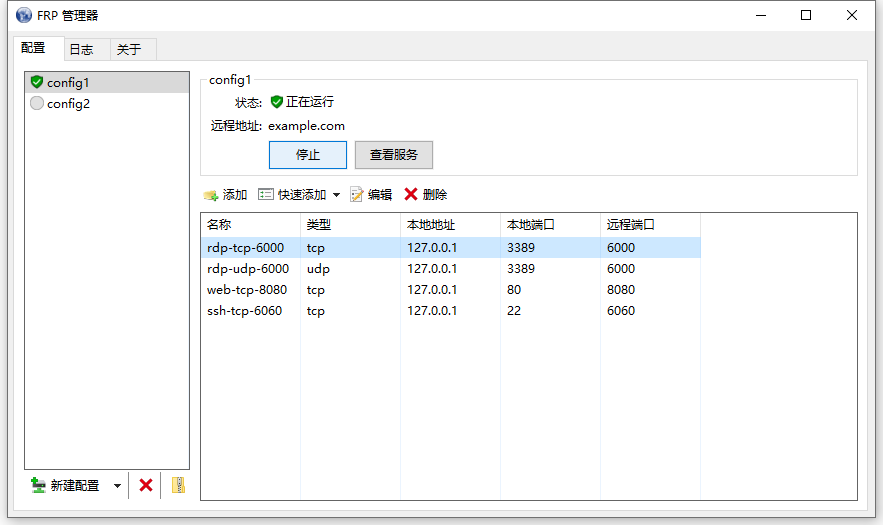 FRP 管理器
配置 日志 关于
config1
config2
config1
状态: 正在运行
远程地址: example.com
停止 查看服务
添加 快速添加 编辑 删除
名称 类型 本地地址 本地端口 远程端口
rdp-tcp-6000 tcp 127.0.0.1 3389 6000
rdp-udp-6000 udp 127.0.0.1 3389 6000
web-tcp-8080 tcp 127.0.0.1 80 8080
ssh-tcp-6060 tcp 127.0.0.1 22 6060
新建配置